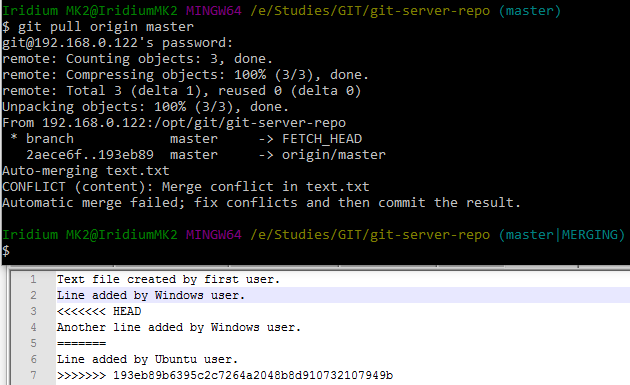 Iridium MK2@IridiumMK2 MINGW64 /e/Studies/GIT/git-server-repo (master)
$ git pull origin master
git@192.168.0.122's password:
remote: Counting objects: 3, done.
remote: Compressing objects: 100% (3/3), done.
remote: Total 3 (delta 1), reused 0 (delta 0)
Unpacking objects: 100% (3/3), done.
From 192.168.0.122:/opt/git/git-server-repo
 * branch            master     -> FETCH_HEAD
   2aece6f..193eb89  master     -> origin/master
Auto-merging text.txt
CONFLICT (content): Merge conflict in text.txt
Automatic merge failed; fix conflicts and then commit the result.
Iridium MK2@IridiumMK2 MINGW64 /e/Studies/GIT/git-server-repo (master|MERGING)
$
1 Text file created by first user.
2 Line added by Windows user.
3 <<<<<<< HEAD
4 Another line added by Windows user.
5 =======
6 Line added by Ubuntu user.
7 >>>>>>> 193eb89b6395c2c7264a2048b8d910732107949b